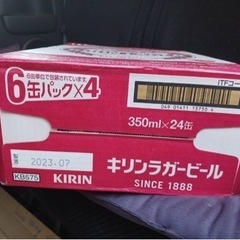 6缶単位で包装されています。
6缶パック×4
ITFコード
350ml×24缶
製造
2023.07
KB575
KIRIN
キリンラガービール
SINCE 1888